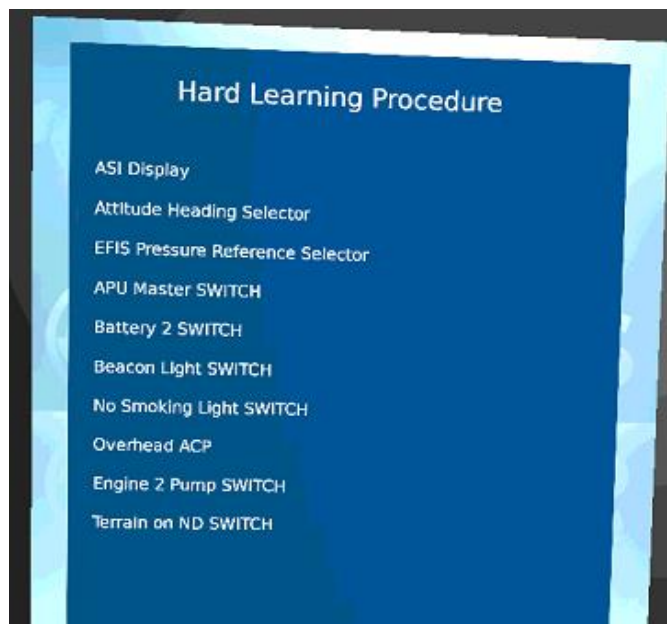 Hard Learning Procedure
ASI Display
Attitude Heading Selector
EFIS Pressure Reference Selector
APU Master SWITCH
Battery 2 SWITCH
Beacon Light SWITCH
No Smoking Light SWITCH
Overhead ACP
Engine 2 Pump SWITCH
Terrain on ND SWITCH